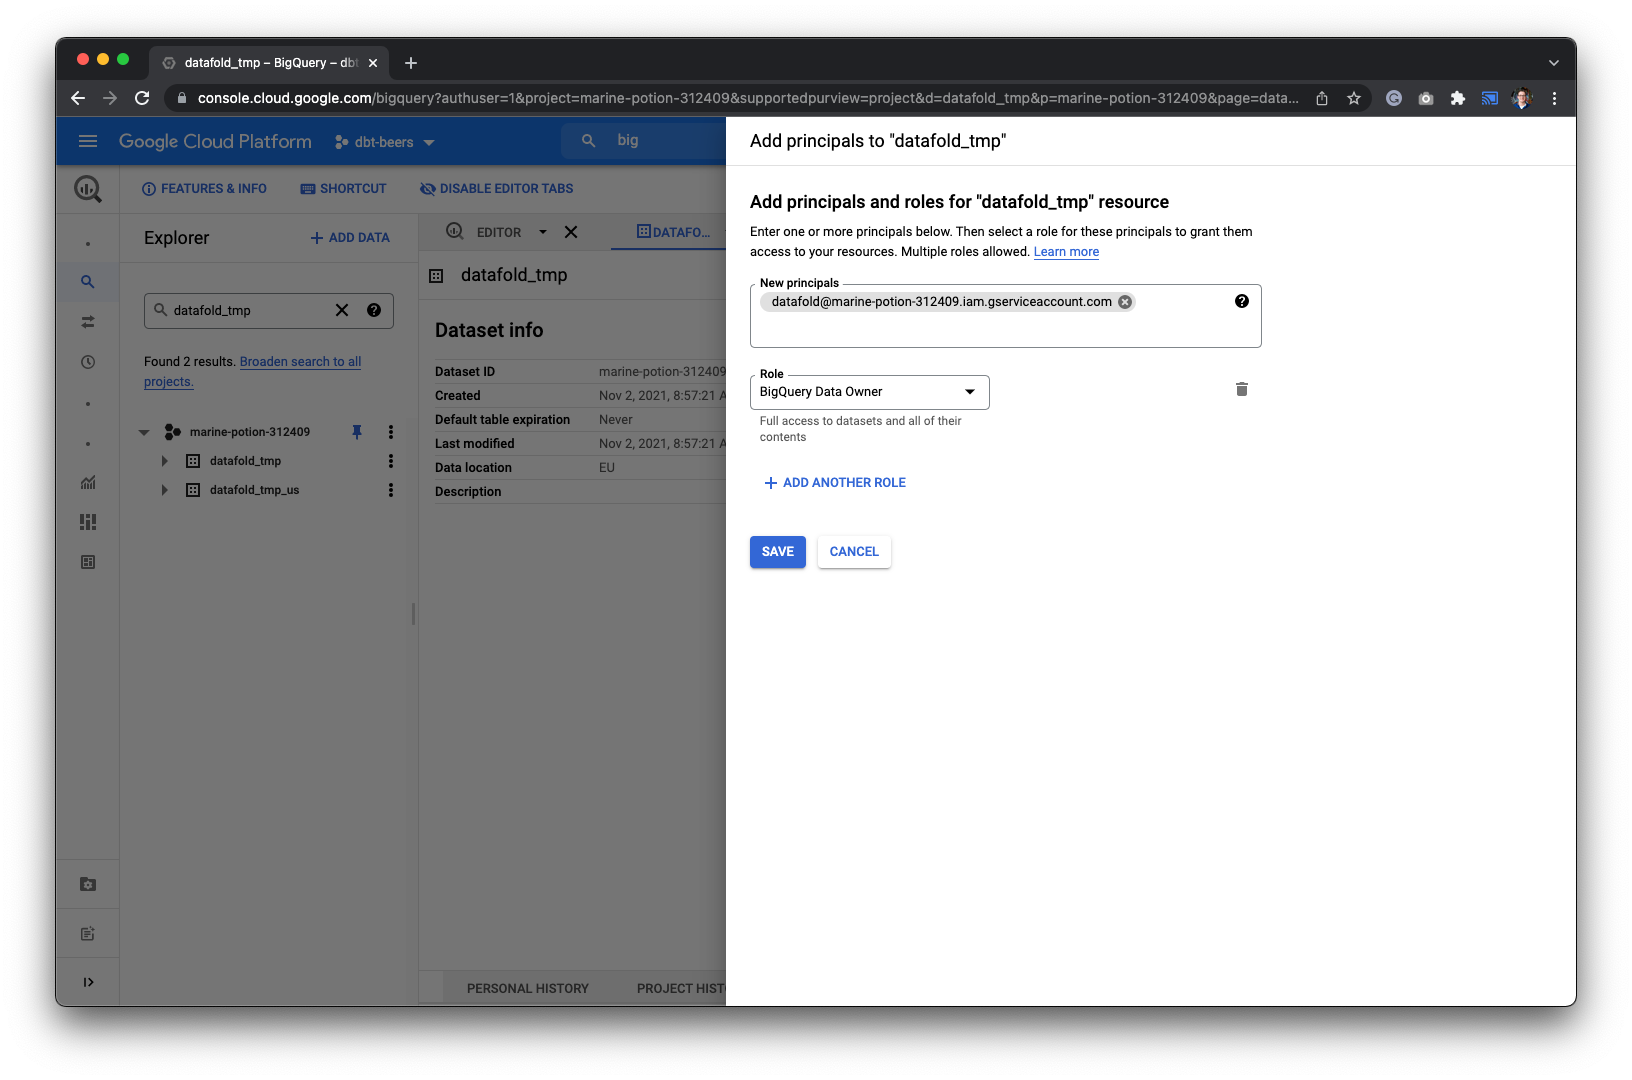 datafold_tmp – BigQuery – dbt
console.cloud.google.com/bigquery?authuser=1&project=marine-potion-312409&supportedpurview=project&d=datafold_tmp&p=marine-potion-312409&page=data...
Google Cloud Platform
dbt-beers
big
FEATURES & INFO
SHORTCUT
DISABLE EDITOR TABS
Explorer
ADD DATA
datafold_tmp
Found 2 results. Broaden search to all
projects.
marine-potion-312409
datafold_tmp
datafold_tmp_us
EDITOR
DATAFO...
datafold_tmp
Dataset info
Dataset ID marine-potion-312409
Created Nov 2, 2021, 8:57:21 A
Default table expiration Never
Last modified Nov 2, 2021, 8:57:21 A
Data location EU
Description
PERSONAL HISTORY
PROJECT HISTO
Add principals to "datafold_tmp"
Add principals and roles for "datafold_tmp" resource
Enter one or more principals below. Then select a role for these principals to grant them
access to your resources. Multiple roles allowed. Learn more
New principals
datafold@marine-potion-312409.iam.gserviceaccount.com
Role
BigQuery Data Owner
Full access to datasets and all of their
contents
ADD ANOTHER ROLE
SAVE
CANCEL